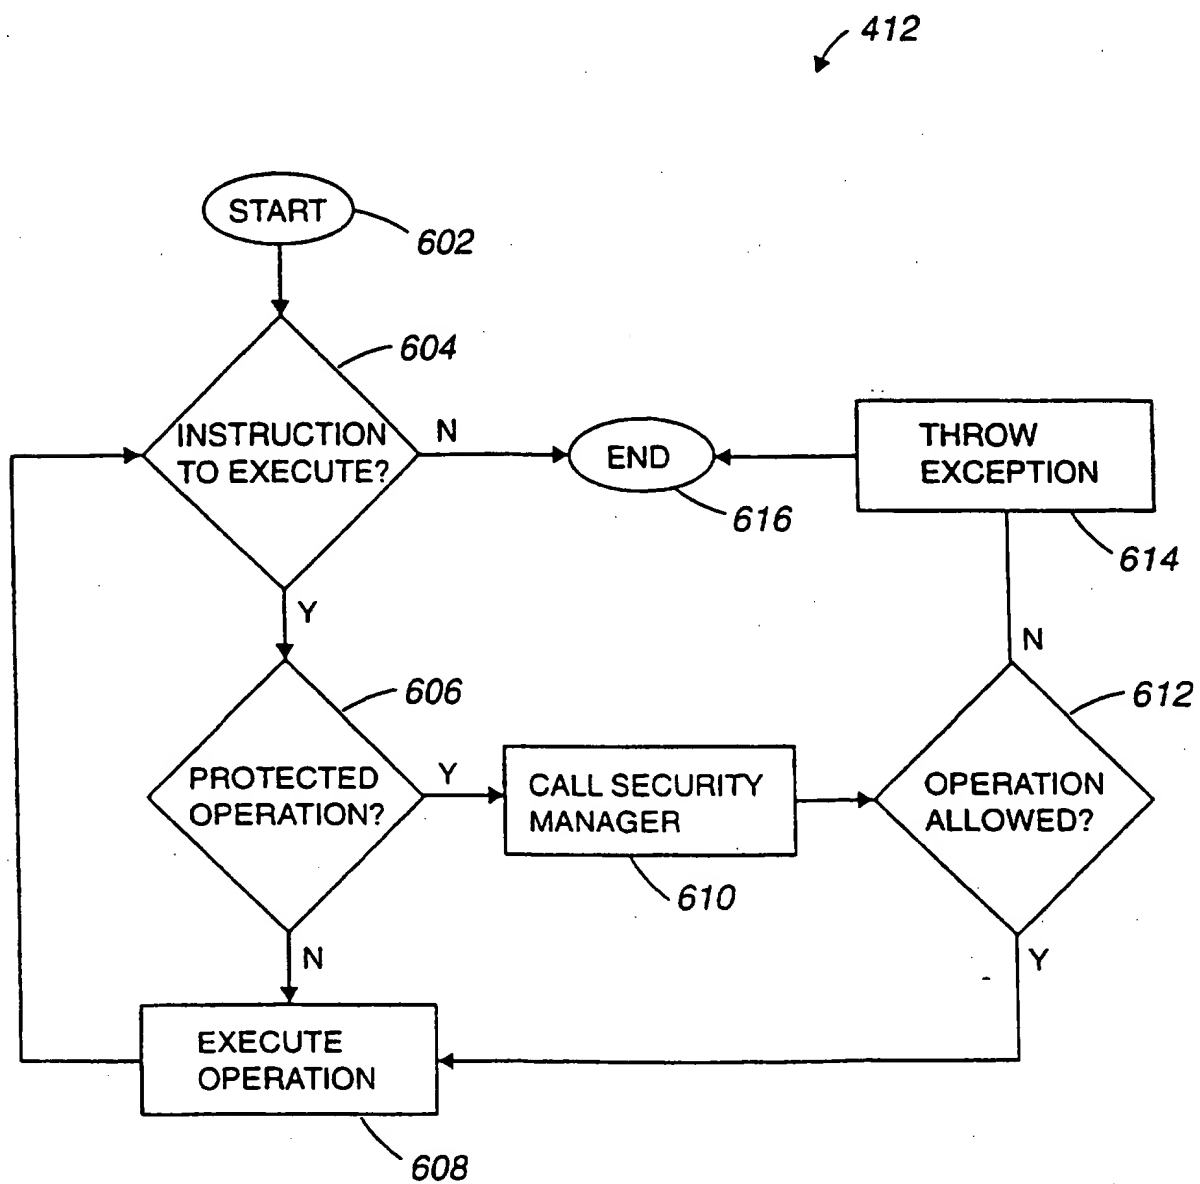 412
START
602
604
INSTRUCTION
TO EXECUTE?
N
END
616
THROW
EXCEPTION
614
Y
N
606
612
PROTECTED
OPERATION?
Y
CALL SECURITY
MANAGER
610
OPERATION
ALLOWED?
N
Y
EXECUTE
OPERATION
608